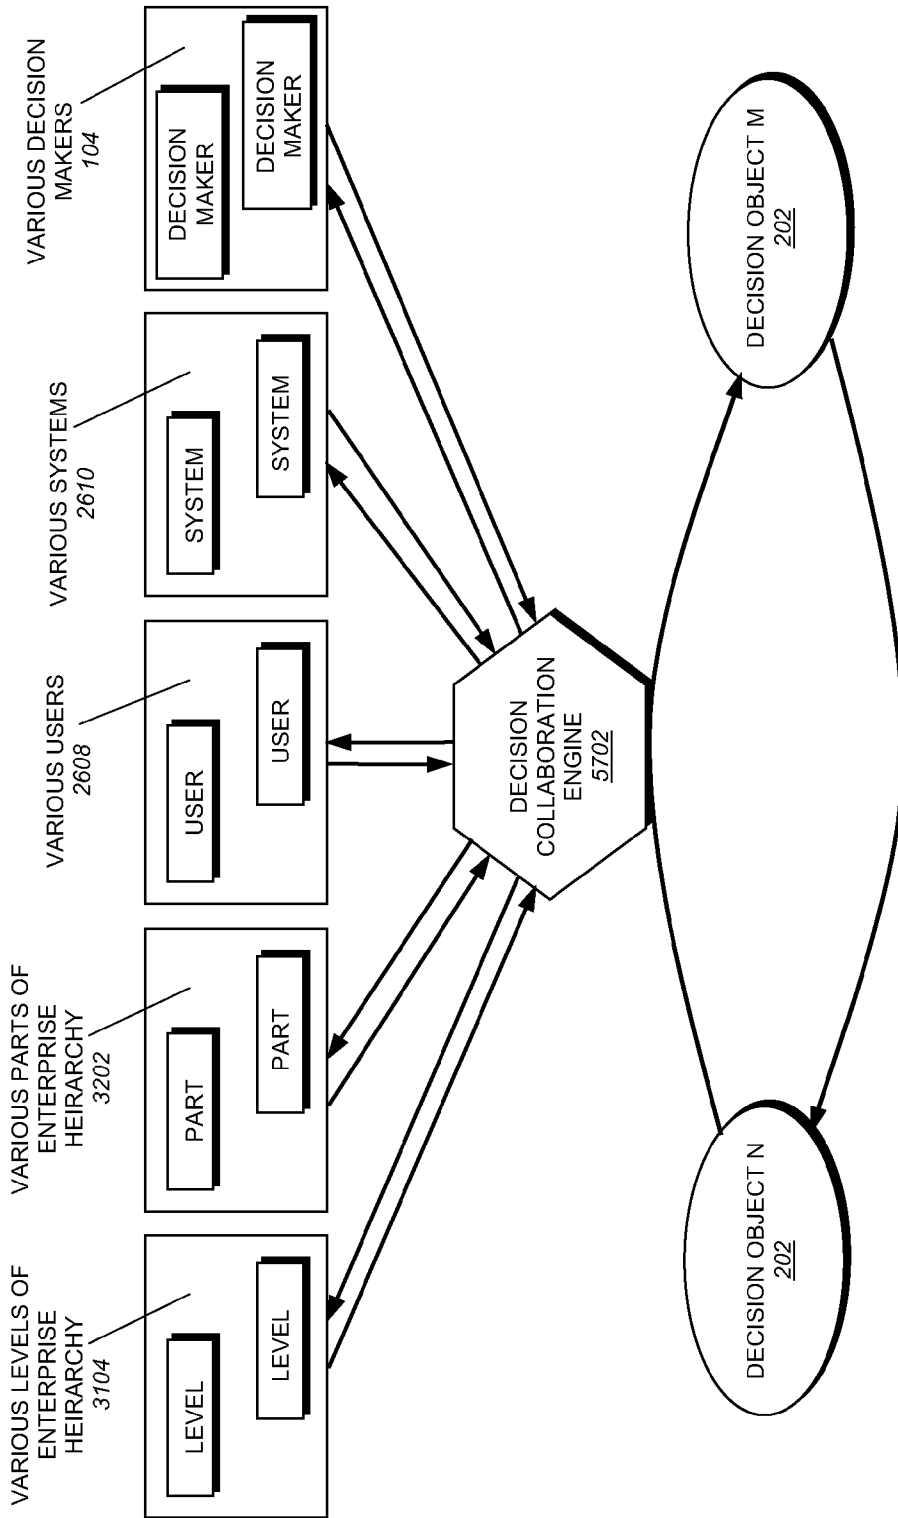 VARIOUS LEVELS OF
ENTERPRISE
HEIRARCHY
3104
VARIOUS PARTS OF
ENTERPRISE
HEIRARCHY
3202
VARIOUS USERS
2608
VARIOUS SYSTEMS
2610
VARIOUS DECISION
MAKERS
104
LEVEL
LEVEL
PART
PART
USER
USER
SYSTEM
SYSTEM
DECISION
MAKER
DECISION
MAKER
DECISION
COLLABORATION
ENGINE
5702
DECISION OBJECT N
202
DECISION OBJECT M
202